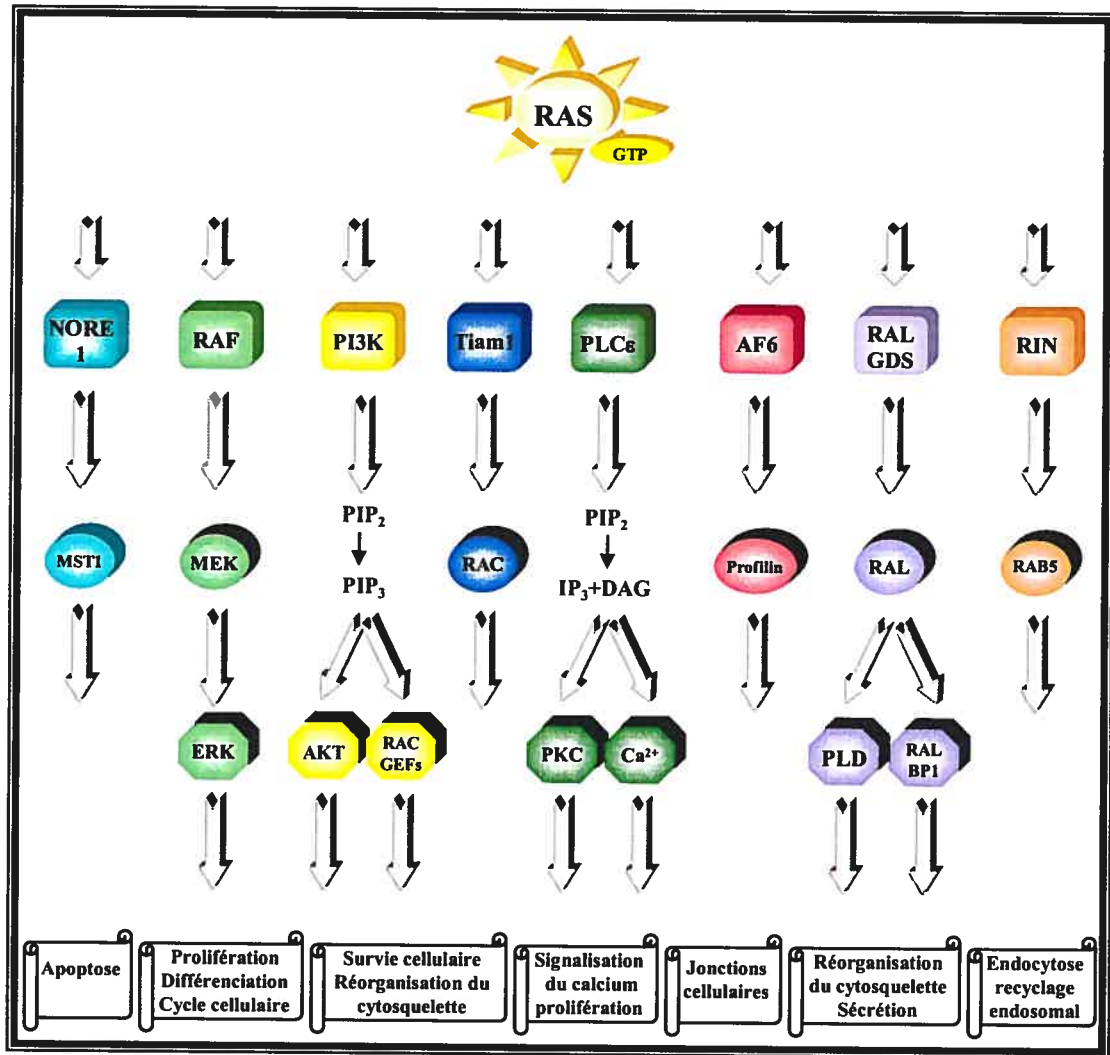 RAS
GTP
NORE
1
RAF
PI3K
Tiam1
PLCε
AF6
RAL
GDS
RIN
MST1
MEK
PIP2
PIP3
RAC
PIP2
IP3+DAG
Profilin
RAL
RAB5
ERK
AKT
RAC
GEFs
PKC
Ca2+
PLD
RAL
BP1
Apoptose
Prolifération
Différenciation
Cycle cellulaire
Survie cellulaire
Réorganisation du
cytosquelette
Signalisation
du calcium
prolifération
Jonctions
cellulaires
Réorganisation
du cytosquelette
Sécrétion
Endocytose
recyclage
endosomal